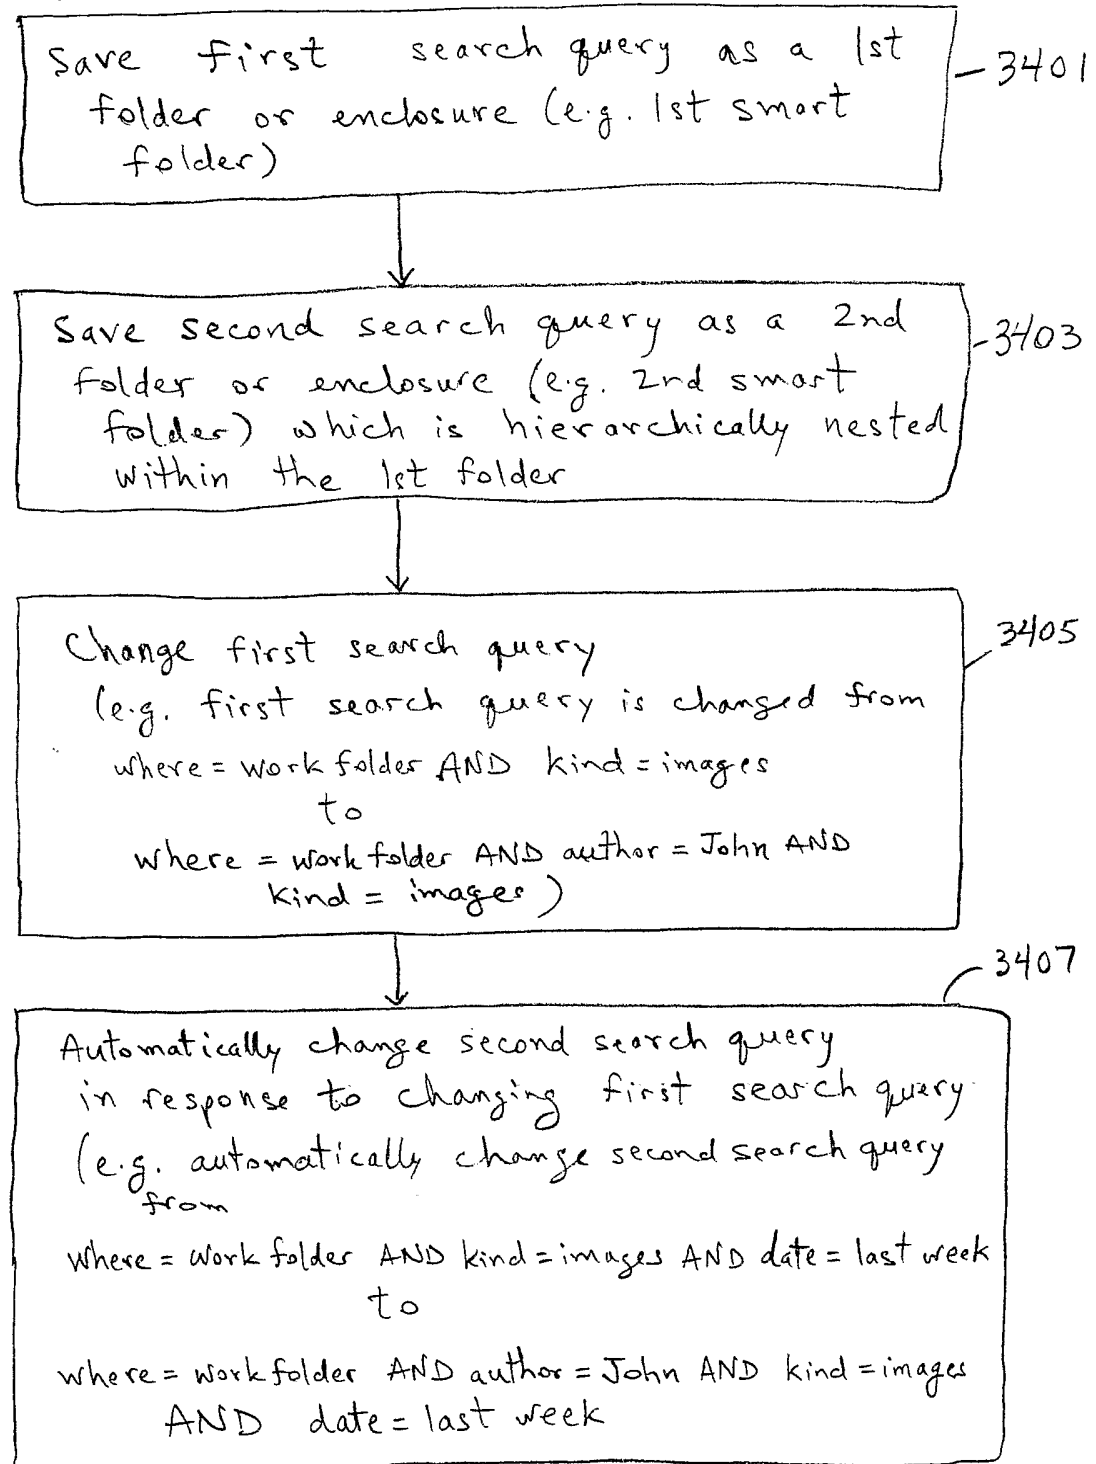 Save first search query as a 1st
folder or enclosure (e.g. 1st smart
folder)
3401
Save second search query as a 2nd
folder or enclosure (e.g. 2nd smart
folder) which is hierarchically nested
within the 1st folder
3403
Change first search query
(e.g. first search query is changed from
where = work folder AND kind = images
to
where = work folder AND author = John AND
kind = images)
3405
3407
Automatically change second search query
in response to changing first search query
(e.g. automatically change second search query
from
where = work folder AND kind = images AND date = last week
to
where = work folder AND author = John AND kind = images
AND date = last week